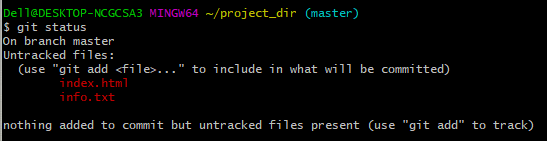 Dell@DESKTOP-NCGCSA3 MINGW64 ~/project_dir (master)
$ git status
On branch master
Untracked files:
  (use "git add <file>..." to include in what will be committed)
        index.html
        info.txt

nothing added to commit but untracked files present (use "git add" to track)